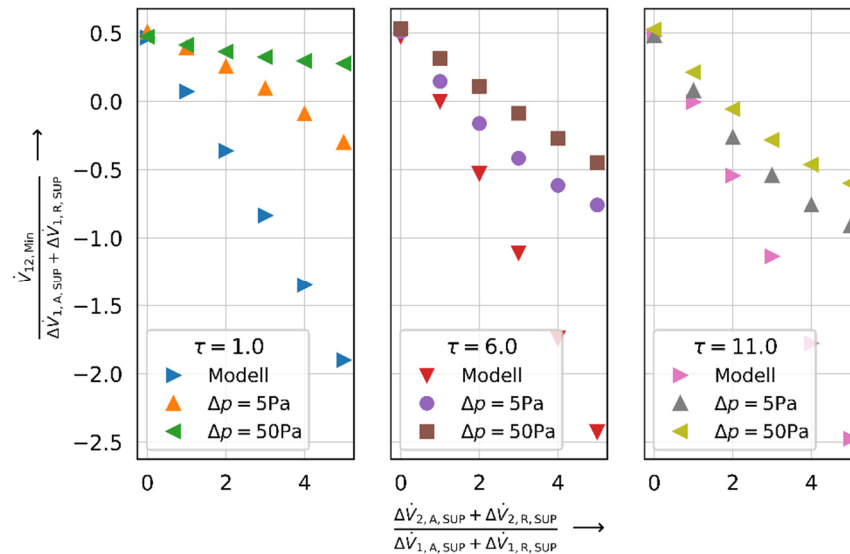 0.5
0.0
−0.5
−1.0
−1.5
−2.0
−2.5
V̇12, Min
ΔV̇1, A, SUP + ΔV̇1, R, SUP
τ = 1.0
Modell
Δp = 5Pa
Δp = 50Pa
τ = 6.0
Modell
Δp = 5Pa
Δp = 50Pa
τ = 11.0
Modell
Δp = 5Pa
Δp = 50Pa
0 2 4 0 2 4 0 2 4
ΔV̇2, A, SUP + ΔV̇2, R, SUP
ΔV̇1, A, SUP + ΔV̇1, R, SUP